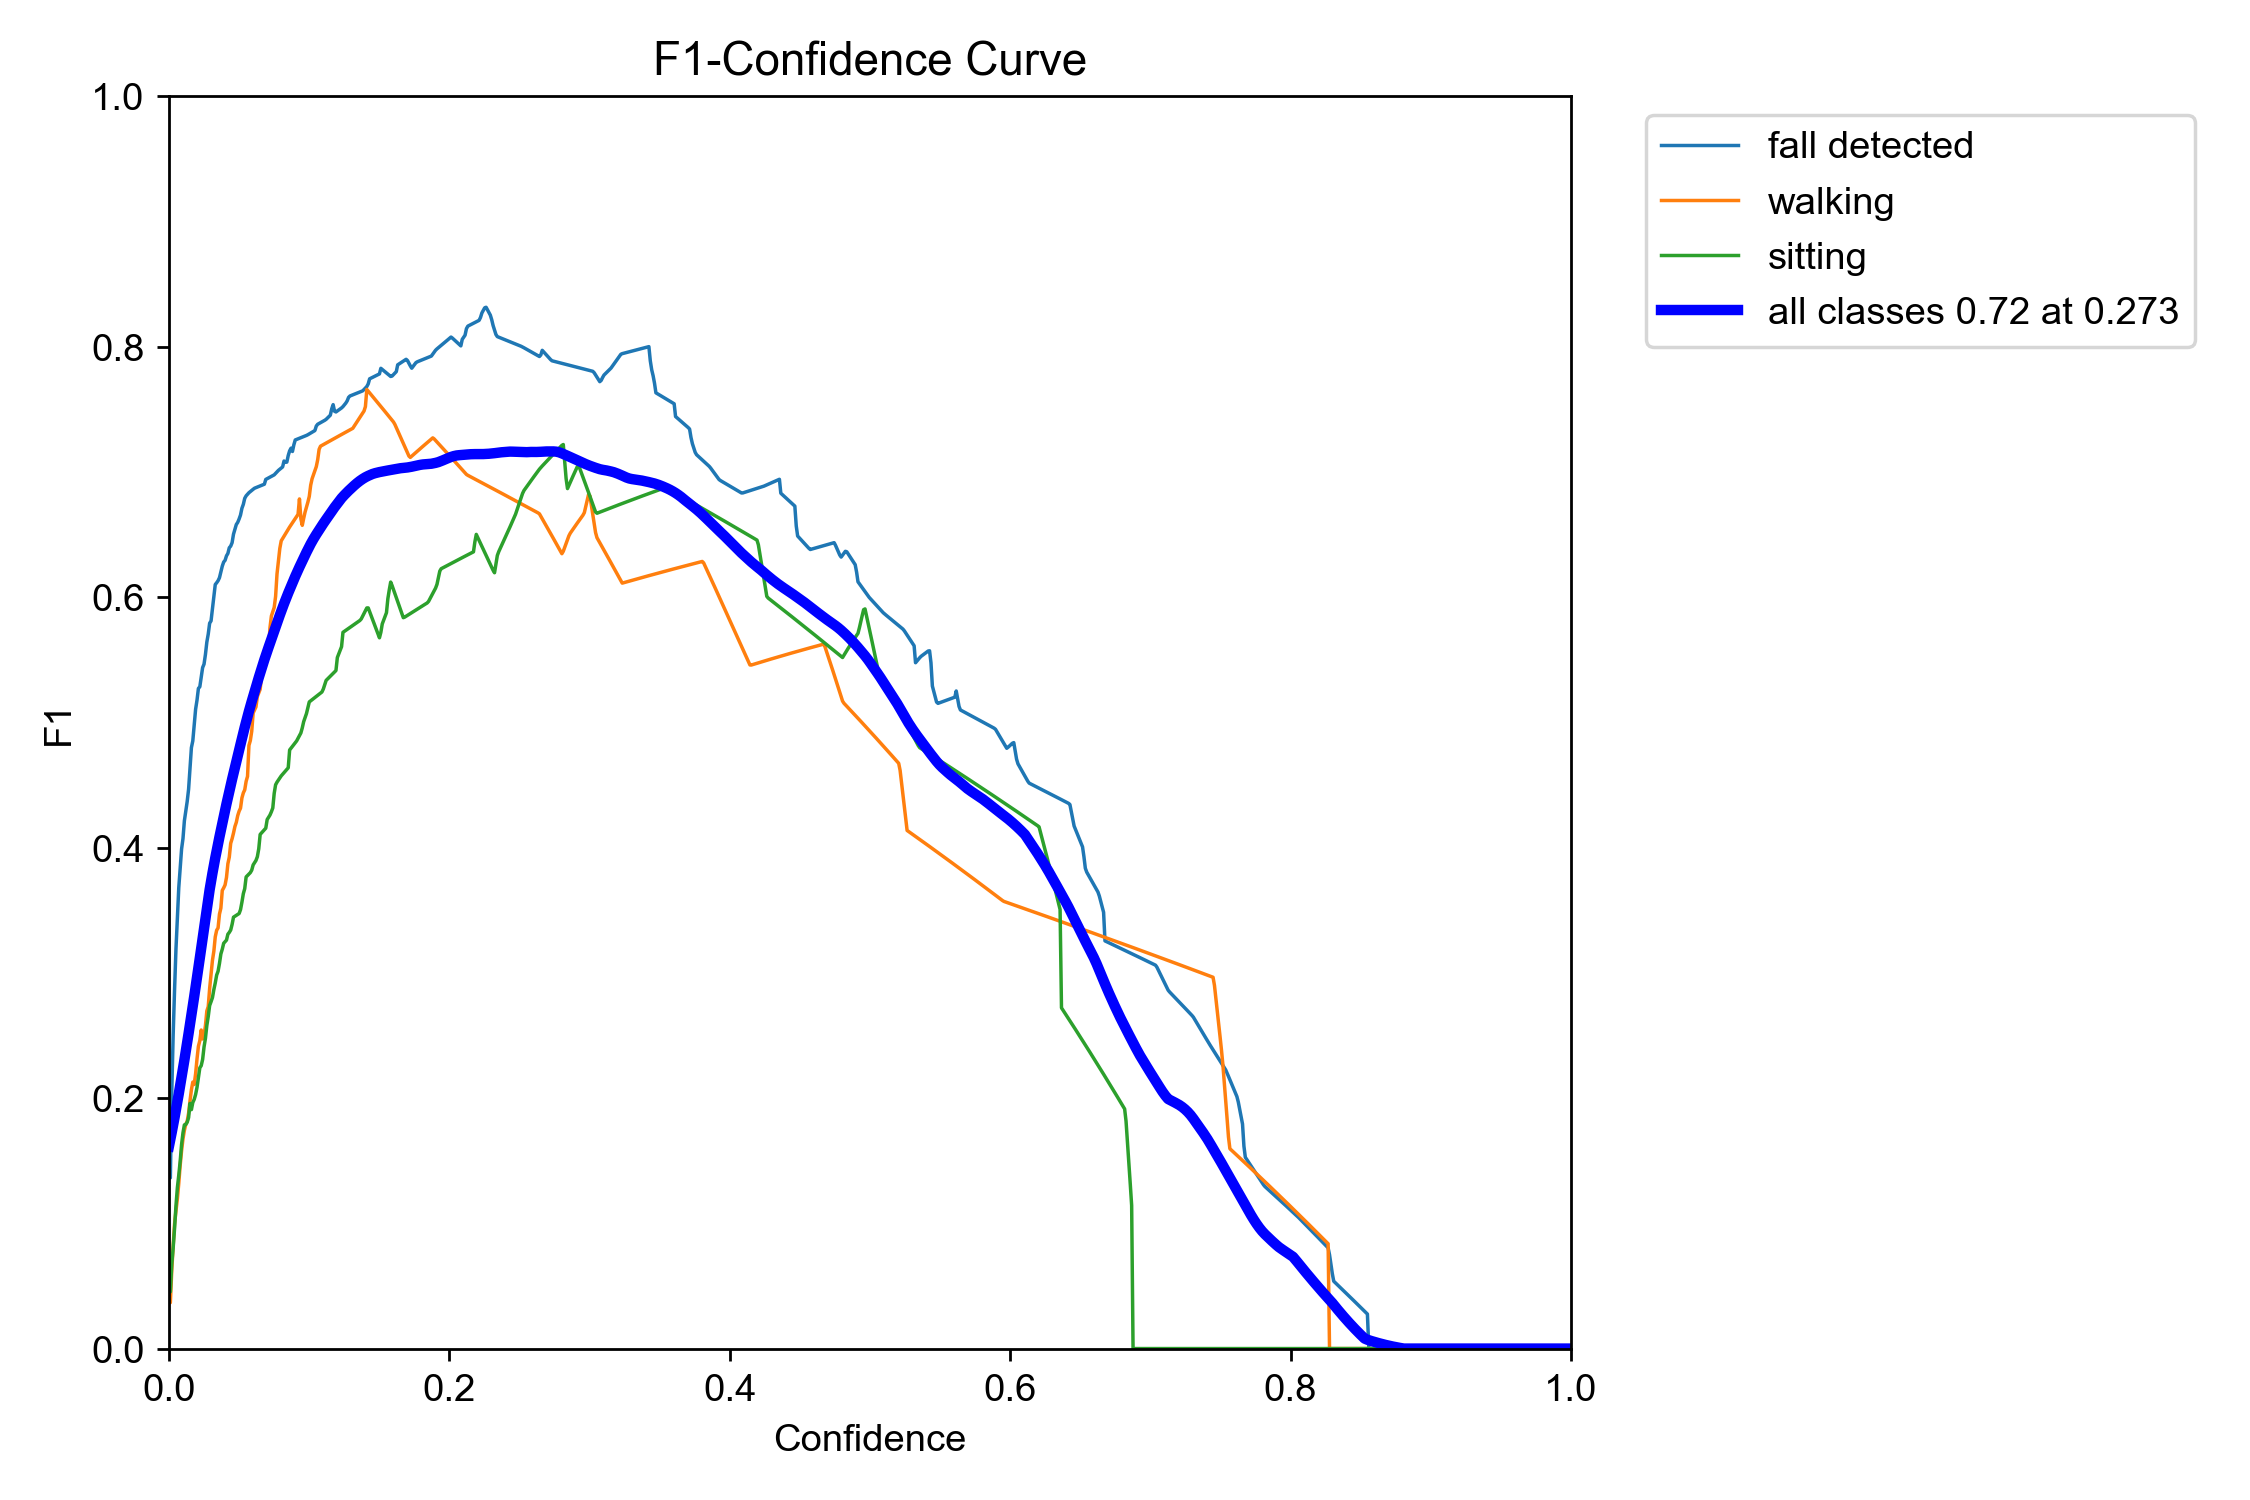 F1-Confidence Curve
1.0
0.8
0.6
0.4
0.2
0.0
F1
0.0 0.2 0.4 0.6 0.8 1.0
Confidence
fall detected
walking
sitting
all classes 0.72 at 0.273